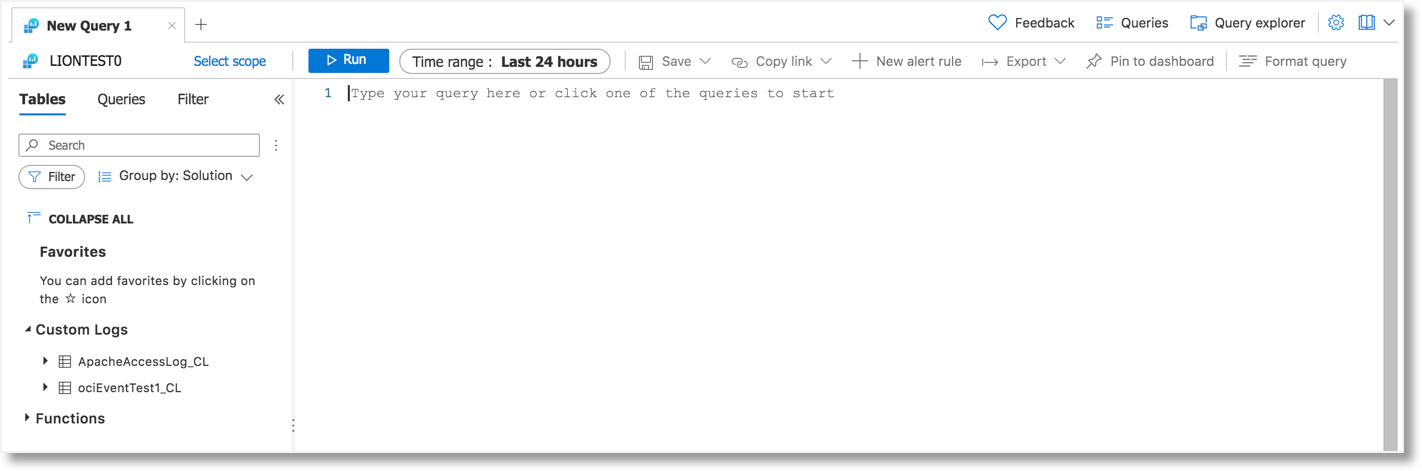 New Query 1
Feedback Queries Query explorer
LIONTEST0 Select scope Run Time range : Last 24 hours Save Copy link New alert rule Export Pin to dashboard Format query
Tables Queries Filter
1 Type your query here or click one of the queries to start
Search
Filter Group by: Solution
COLLAPSE ALL
Favorites
You can add favorites by clicking on
the ☆ icon
Custom Logs
ApacheAccessLog_CL
ociEventTest1_CL
Functions